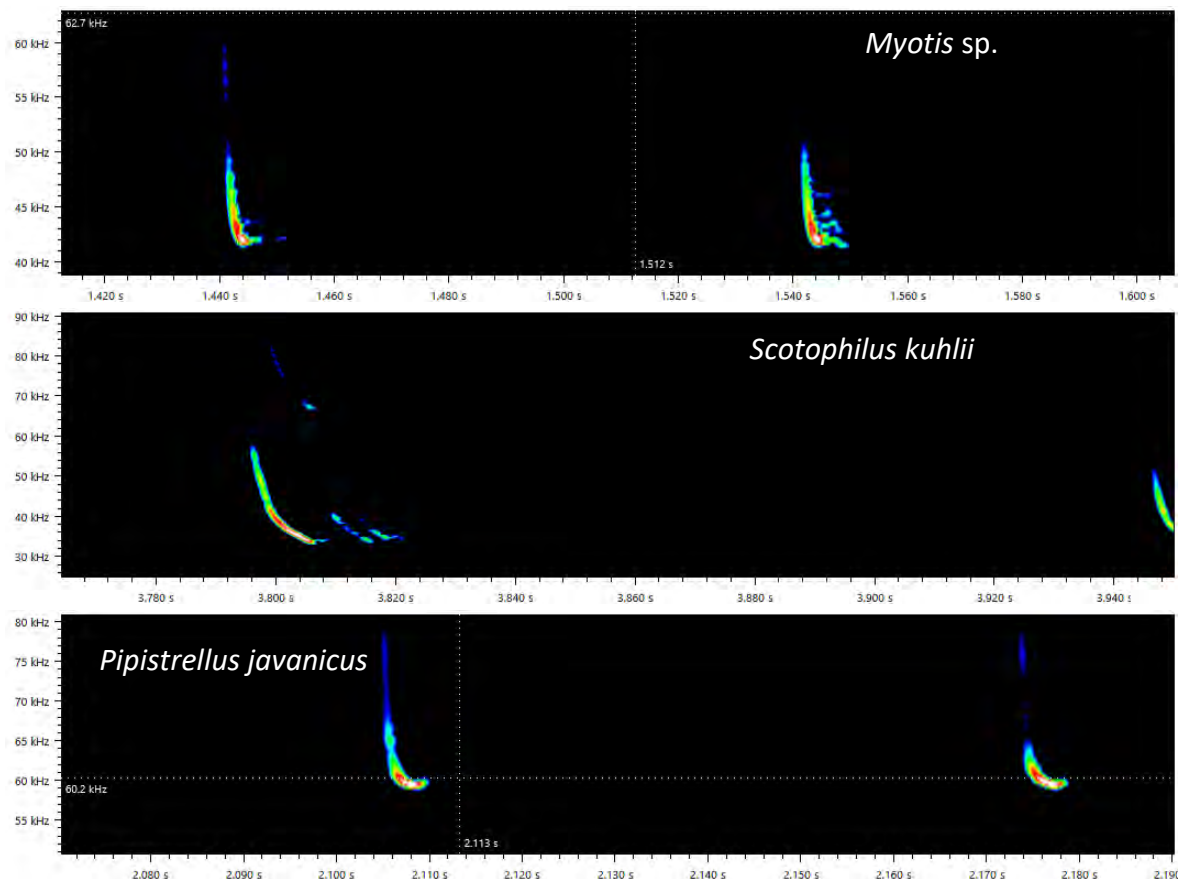 62.7 kHz
Myotis sp.
60 kHz
55 kHz
50 kHz
45 kHz
40 kHz
1.512 s
1.420 s 1.440 s 1.460 s 1.480 s 1.500 s 1.520 s 1.540 s 1.560 s 1.580 s 1.600 s
90 kHz
Scotophilus kuhlii
80 kHz
70 kHz
60 kHz
50 kHz
40 kHz
30 kHz
3.780 s 3.800 s 3.820 s 3.840 s 3.860 s 3.880 s 3.900 s 3.920 s 3.940 s
80 kHz
Pipistrellus javanicus
75 kHz
70 kHz
65 kHz
60 kHz
60.2 kHz
55 kHz
2.113 s
2.080 s 2.090 s 2.100 s 2.110 s 2.120 s 2.130 s 2.140 s 2.150 s 2.160 s 2.170 s 2.180 s 2.190